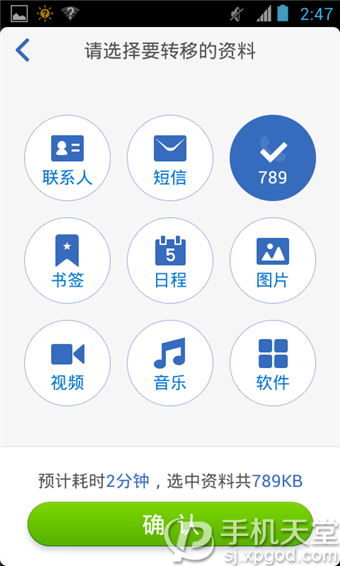 2:47
请选择要转移的资料
联系人 短信 789
书签 5 日程 图片
视频 音乐 软件
预计耗时2分钟，选中资料共789KB
确 认
手机天堂
sj.xpgod.com